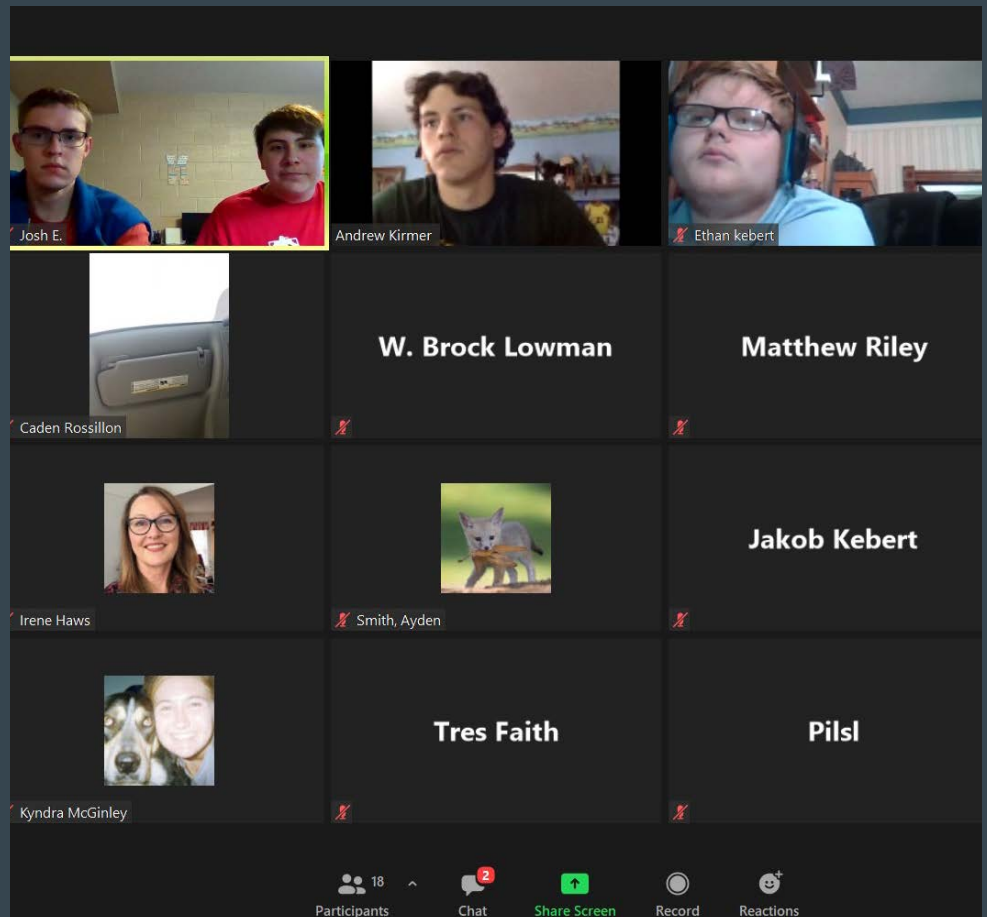 Josh E.
Andrew Kirmer
Ethan kebert
Caden Rossillon
W. Brock Lowman
Matthew Riley
Irene Haws
Smith, Ayden
Jakob Kebert
Kyndra McGinley
Tres Faith
Pilsl
18
2
Participants
Chat
Share Screen
Record
Reactions